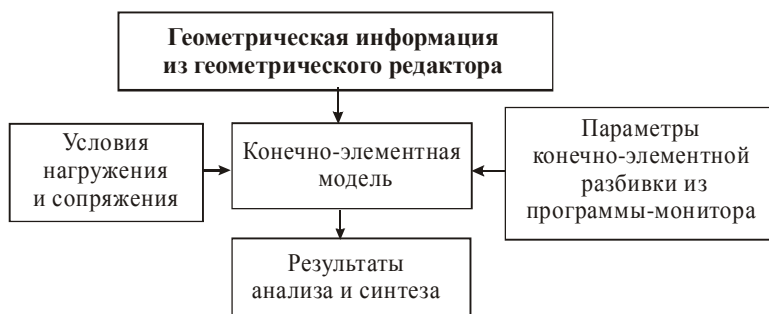 Геометрическая информация
из геометрического редактора
Условия
нагружения
и сопряжения
Конечно-элементная
модель
Параметры
конечно-элементной
разбивки из
программы-монитора
Результаты
анализа и синтеза